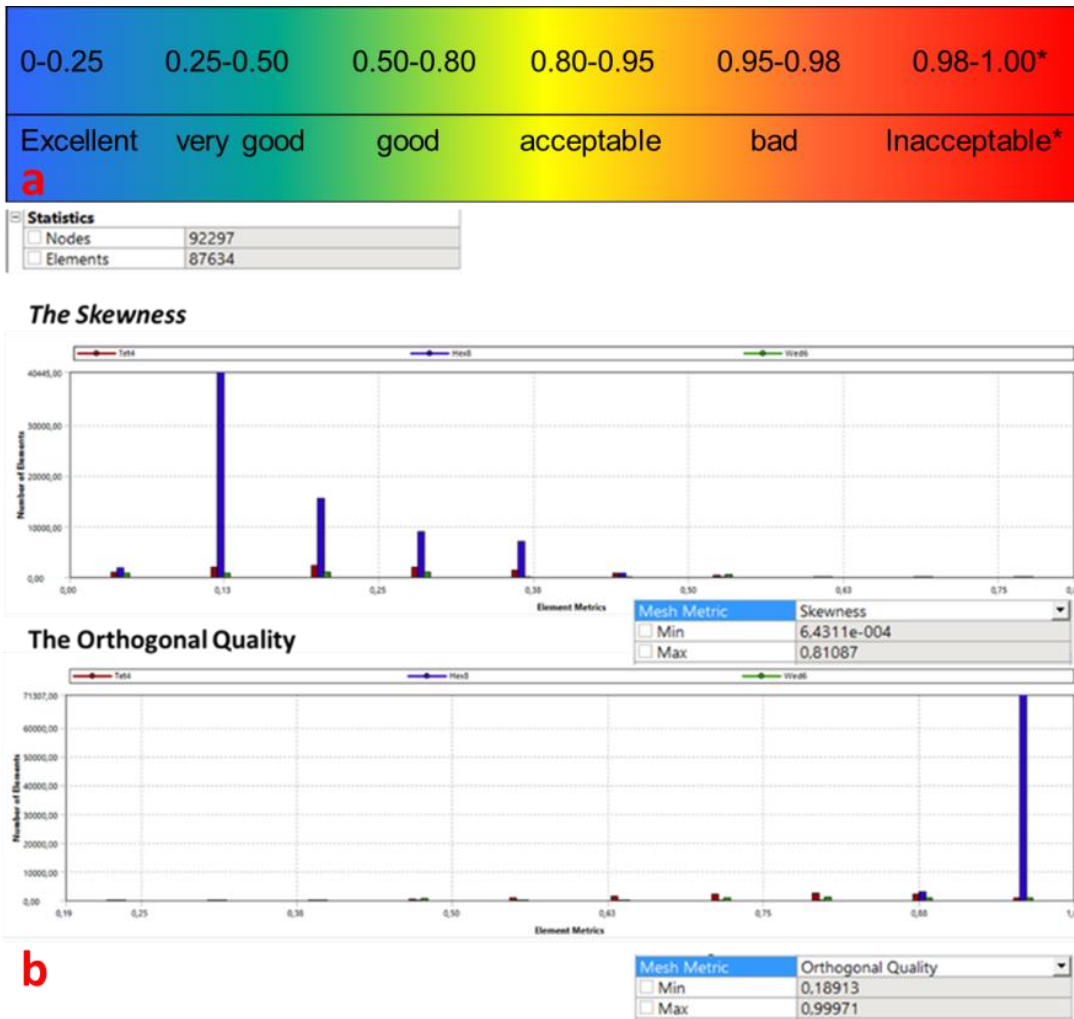 0-0.25 0.25-0.50 0.50-0.80 0.80-0.95 0.95-0.98 0.98-1.00*
Excellent very good good acceptable bad Inacceptable*
a
Statistics
Nodes 92297
Elements 87634
The Skewness
Tet4 Hex8 Wed6
40445,00
30000,00
20000,00
10000,00
0,00
Number of Elements
0,00 0,13 0,25 0,38 0,50 0,63 0,75
Element Metrics
Mesh Metric Skewness
Min 6,4311e-004
Max 0,81087
The Orthogonal Quality
Tet4 Hex8 Wed6
71307,00
60000,00
50000,00
40000,00
30000,00
20000,00
10000,00
0,00
Number of Elements
0,19 0,25 0,38 0,50 0,63 0,75 0,88
Element Metrics
b
Mesh Metric Orthogonal Quality
Min 0,18913
Max 0,99971